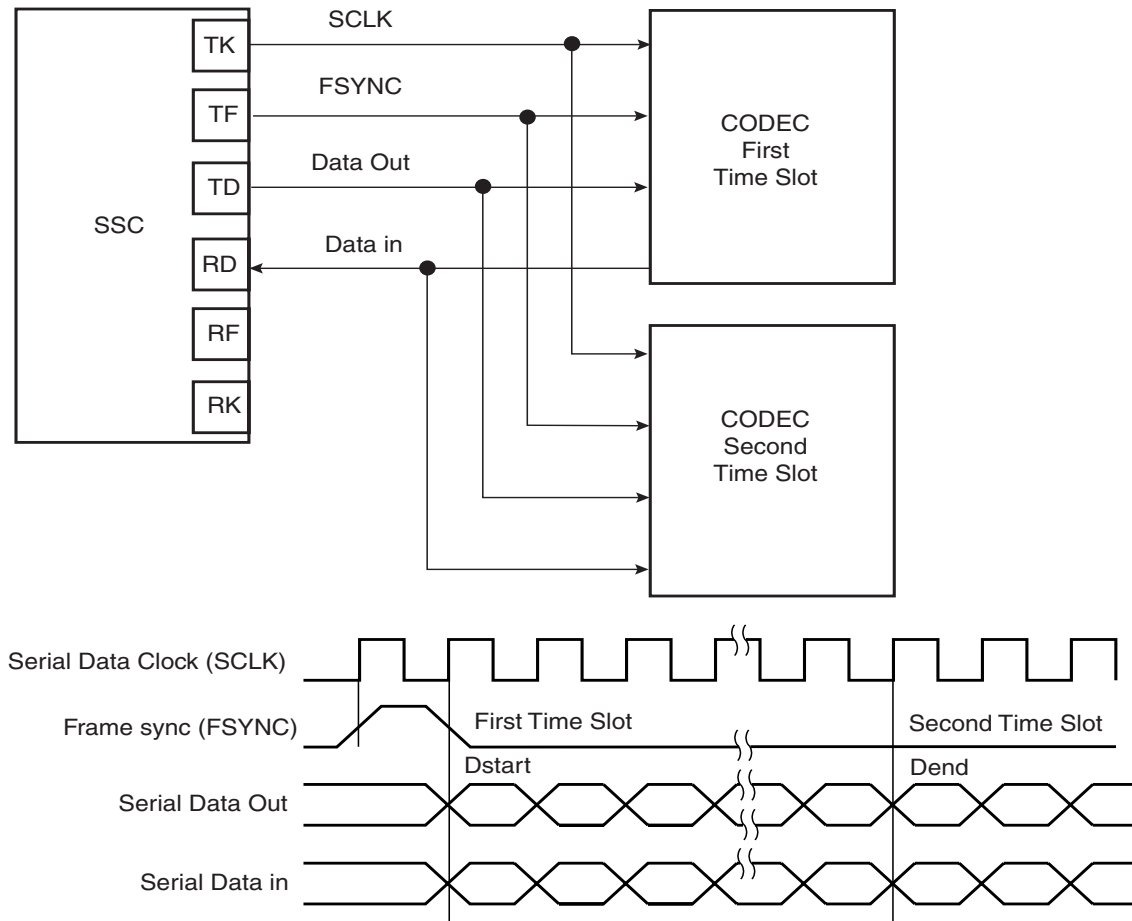 SSC
TK
TF
TD
RD
RF
RK
SCLK
FSYNC
Data Out
Data in
CODEC
First
Time Slot
CODEC
Second
Time Slot
Serial Data Clock (SCLK)
Frame sync (FSYNC)
First Time Slot
Second Time Slot
Dstart
Dend
Serial Data Out
Serial Data in